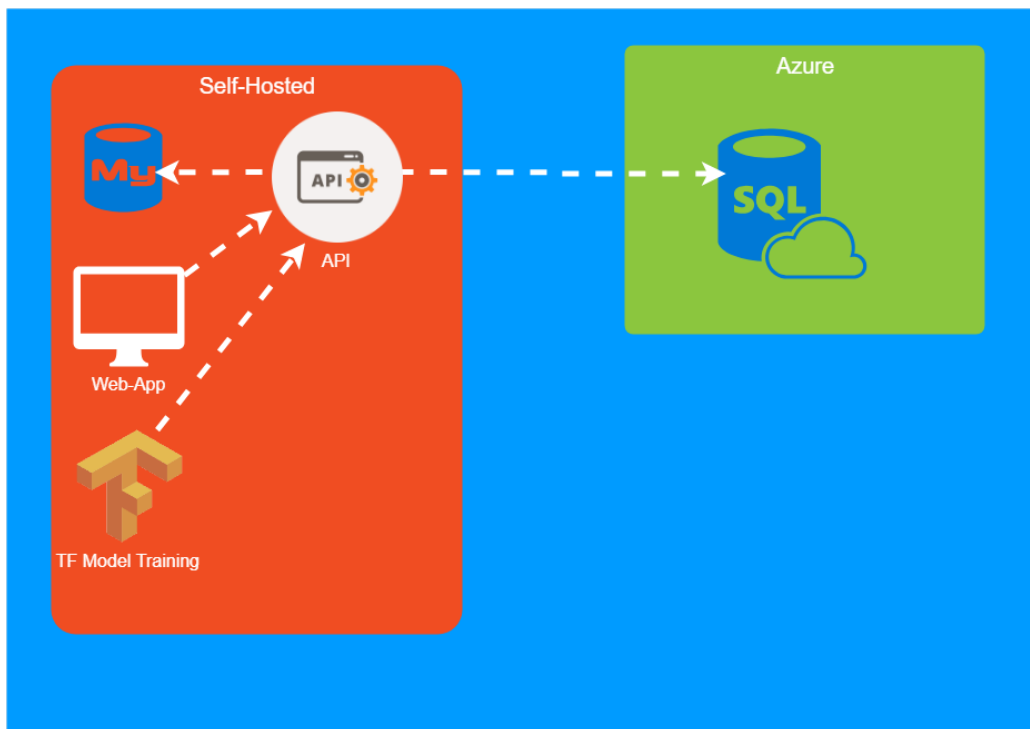 Self-Hosted
Azure
My
API
SQL
API
Web-App
TF Model Training